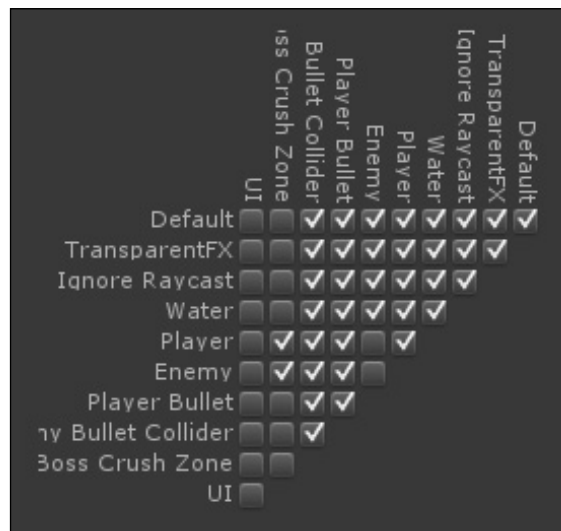 UI
ss Crush Zone
Bullet Collider
Player Bullet
Enemy
Player
Water
Ignore Raycast
TransparentFX
Default
Default
TransparentFX
Ignore Raycast
Water
Player
Enemy
Player Bullet
ny Bullet Collider
Boss Crush Zone
UI